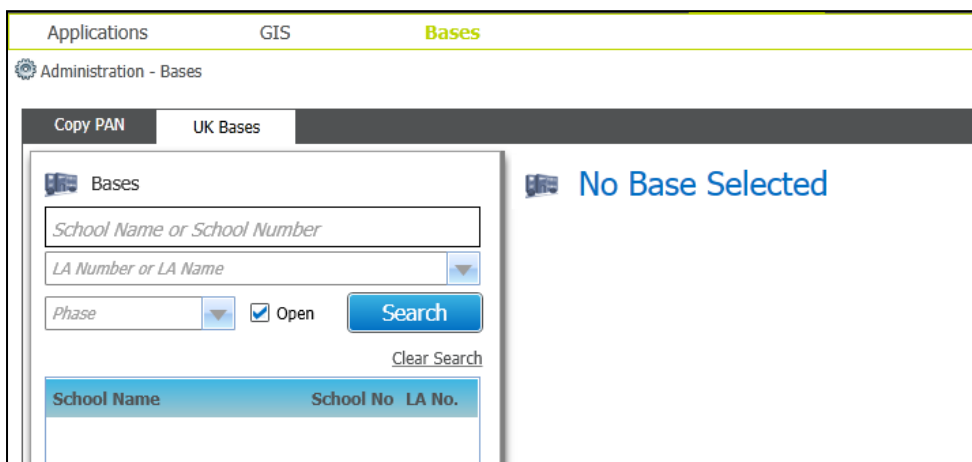 Applications GIS Bases
Administration - Bases
Copy PAN UK Bases
Bases
School Name or School Number
LA Number or LA Name
Phase Open Search
Clear Search
School Name School No LA No.
No Base Selected